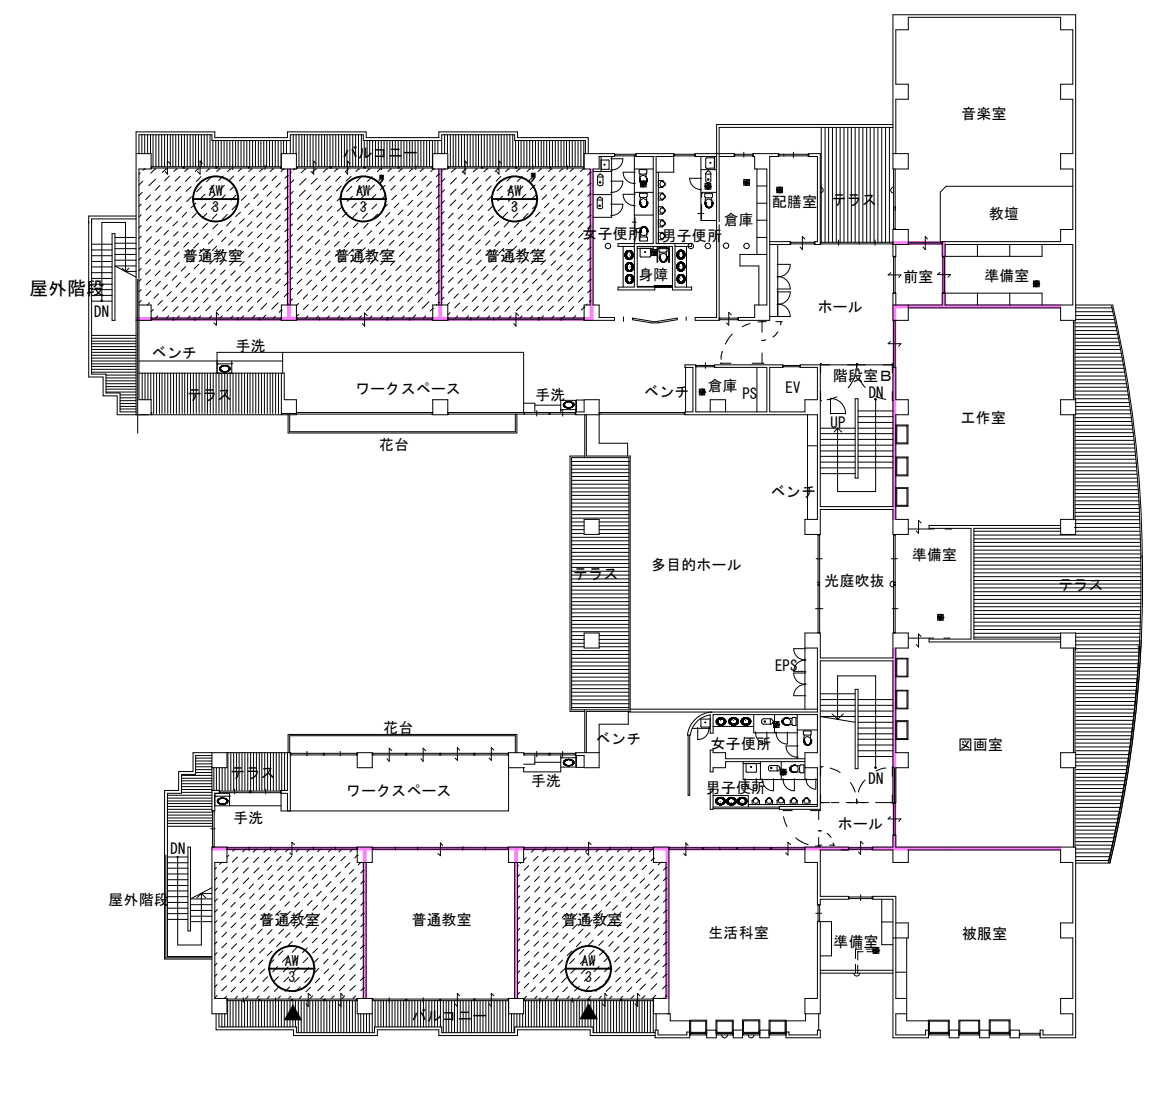 音楽室
バルコニー
AW
3
AW
3
AW
3
配膳室
テラス
教壇
倉庫
女子便所
男子便所
普通教室
普通教室
普通教室
身障
前室
準備室
屋外階段
DN
ホール
手洗
ベンチ
階段室B
ワークスペース
倉庫
EV
テラス
手洗
ベンチ
PS
DN
工作室
UP
花台
ベンチ
準備室
多目的ホール
テラス
光庭吹抜
テラス
EPS
花台
ベンチ
女子便所
図画室
テラス
手洗
DN
男子便所
ワークスペース
手洗
ホール
DN
屋外階段
普通教室
普通教室
普通教室
生活科室
準備室
被服室
AW
3
AW
3
バルコニー